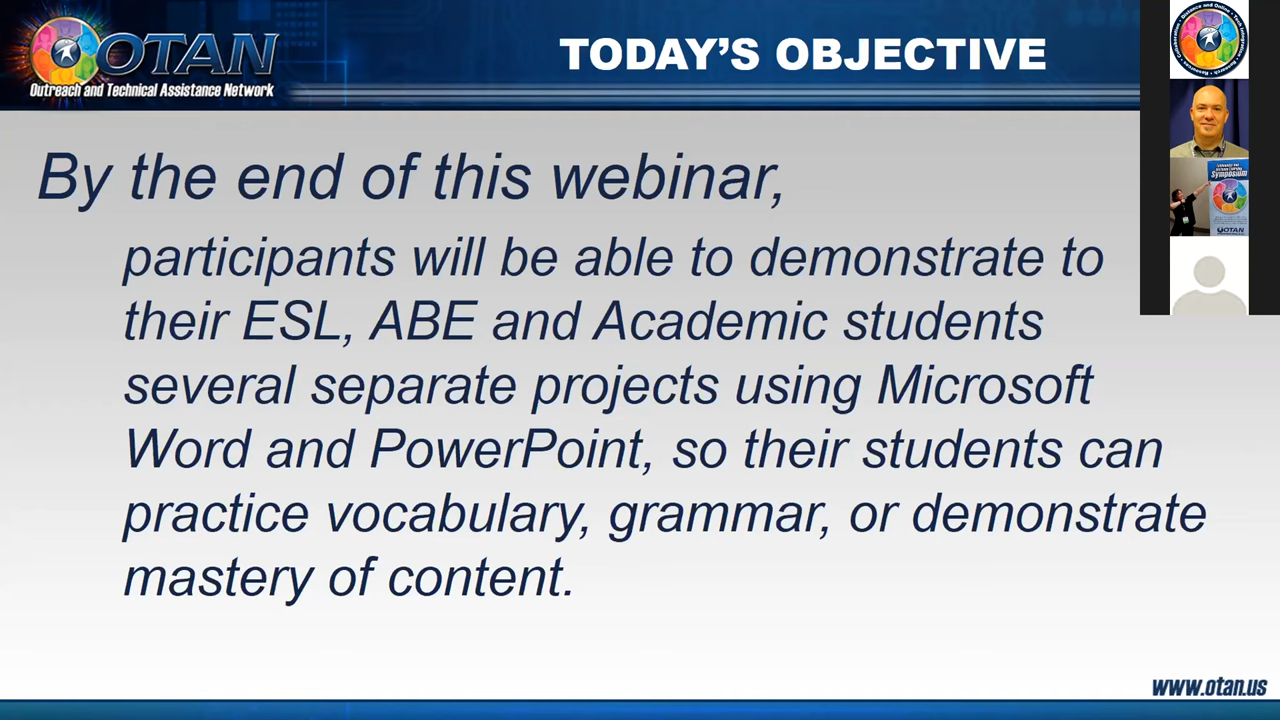 OTAN
Outreach and Technical Assistance Network
TODAY'S OBJECTIVE
By the end of this webinar,
participants will be able to demonstrate to
their ESL, ABE and Academic students
several separate projects using Microsoft
Word and PowerPoint, so their students can
practice vocabulary, grammar, or demonstrate
mastery of content.
Symposium
OTAN
www.otan.us